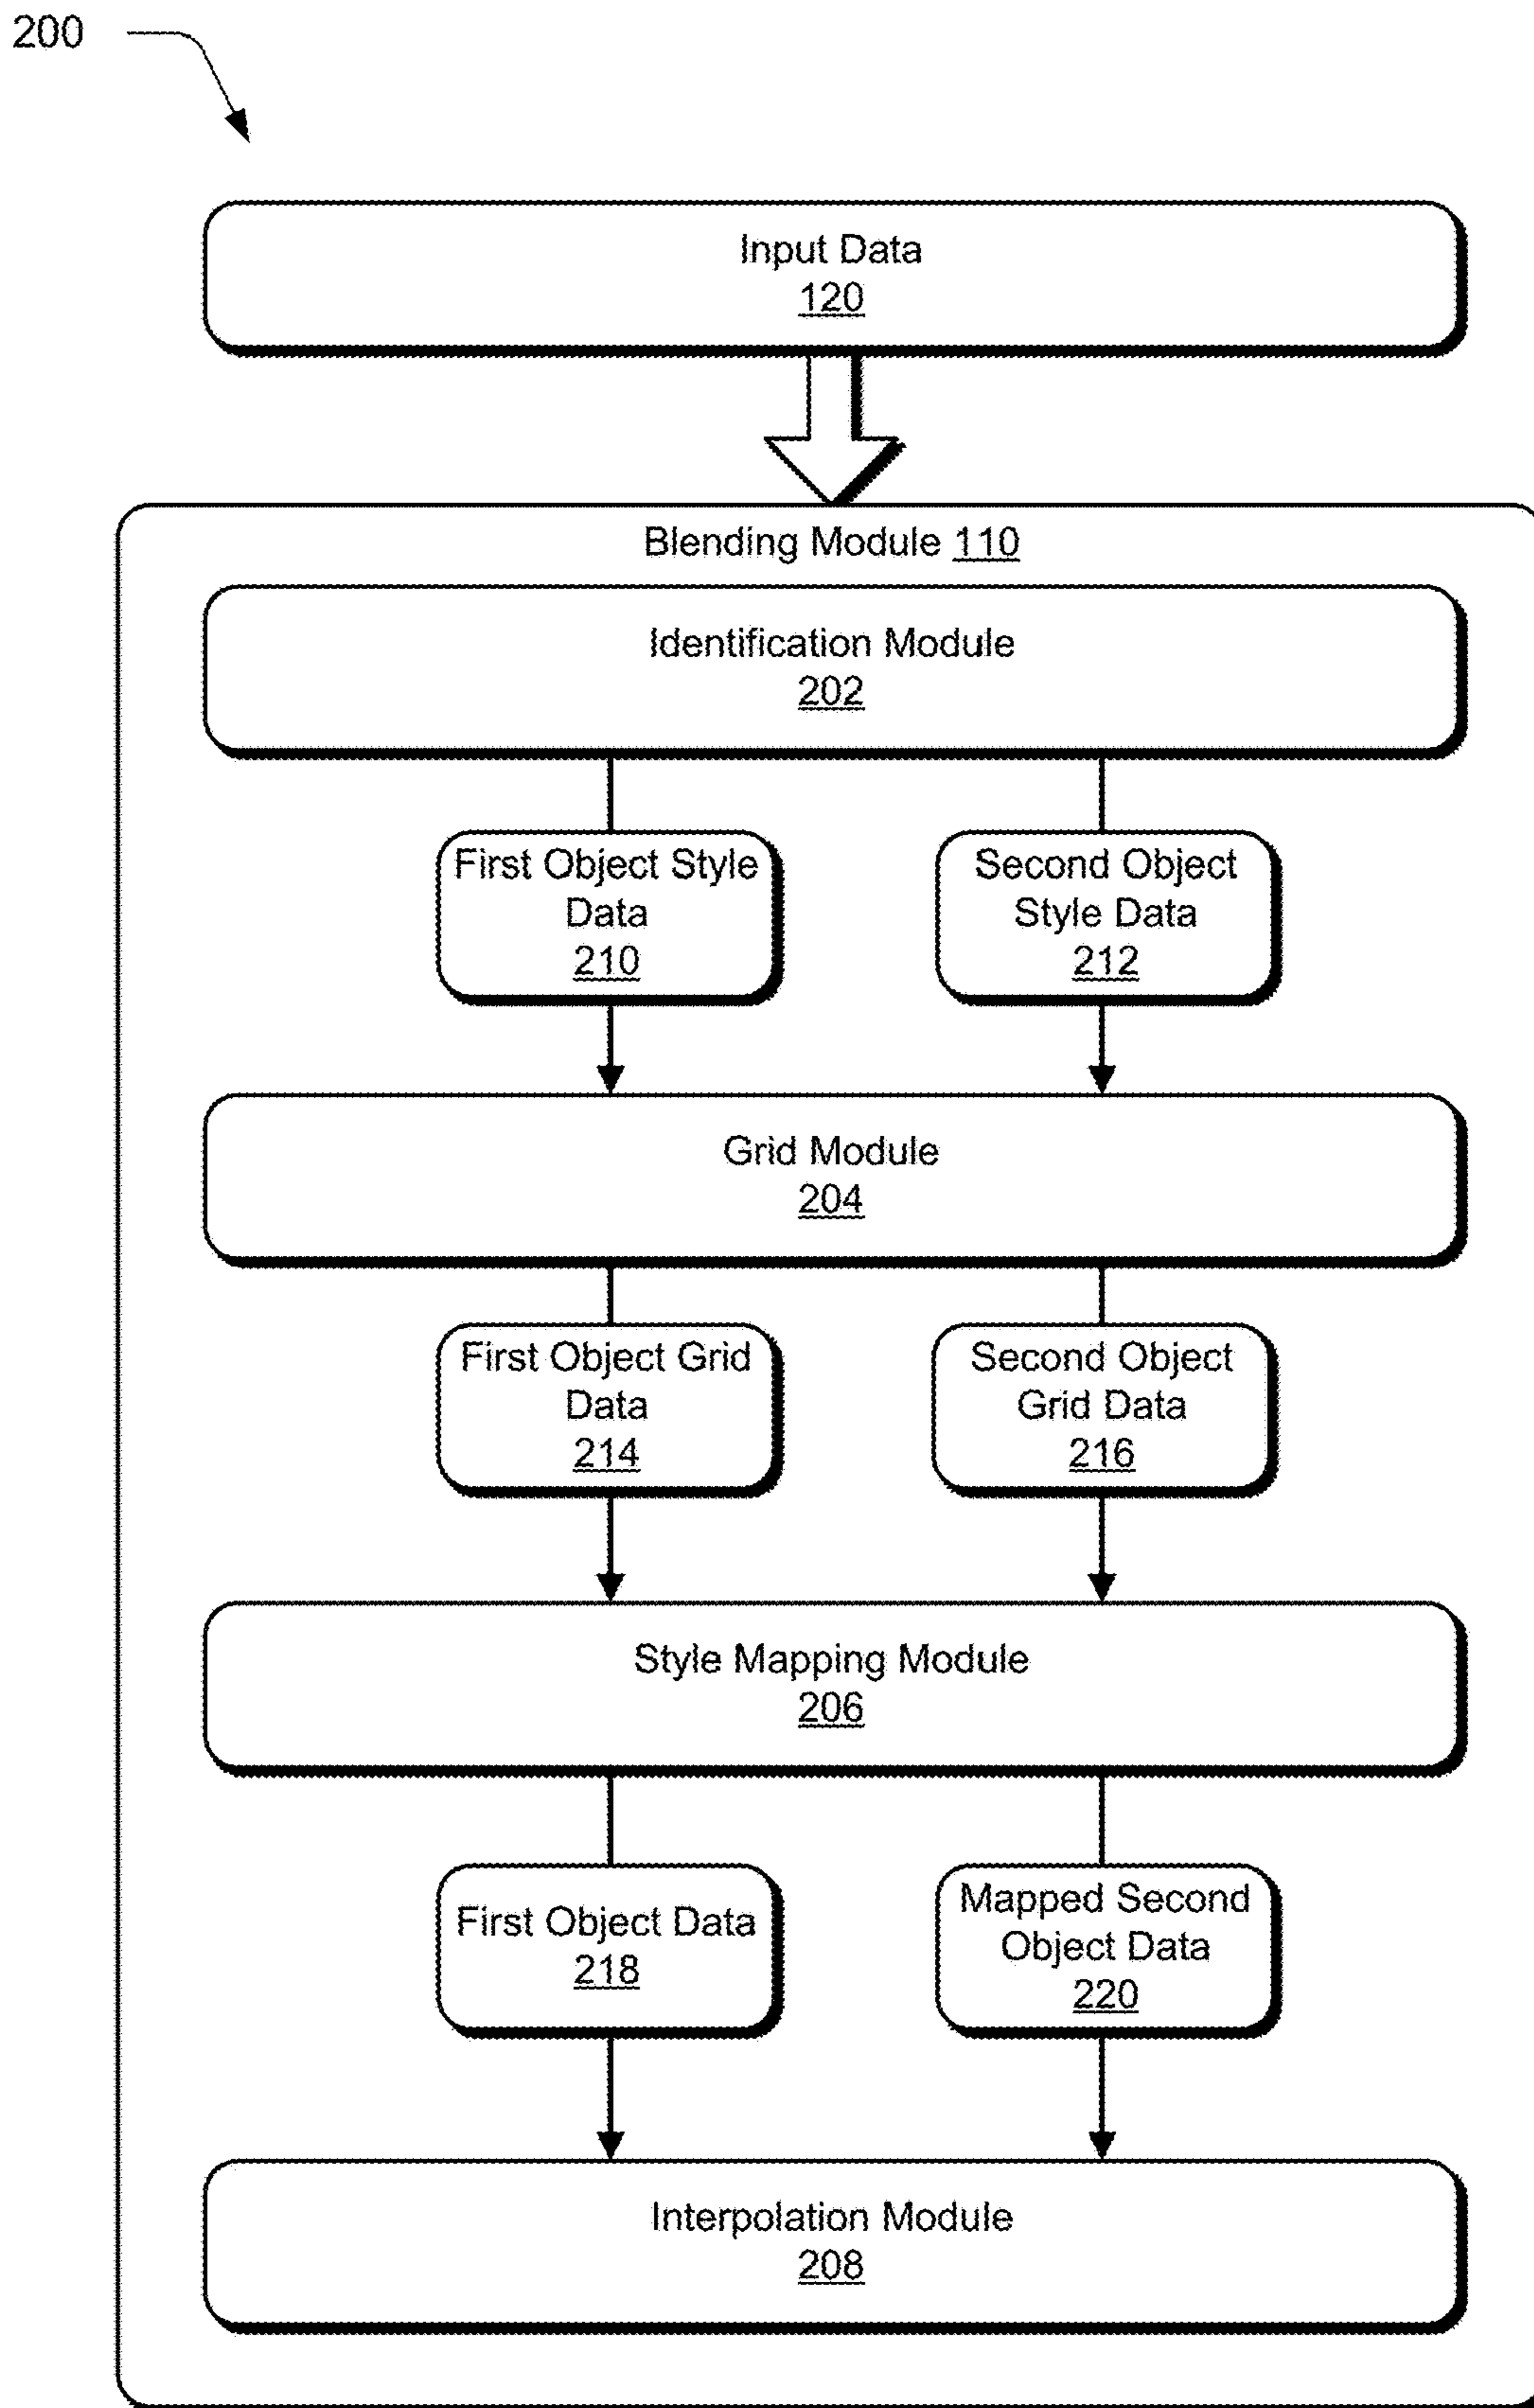 200
Input Data
120
Blending Module 110
Identification Module
202
First Object Style
Data
210
Second Object
Style Data
212
Grid Module
204
First Object Grid
Data
214
Second Object
Grid Data
216
Style Mapping Module
206
First Object Data
218
Mapped Second
Object Data
220
Interpolation Module
208